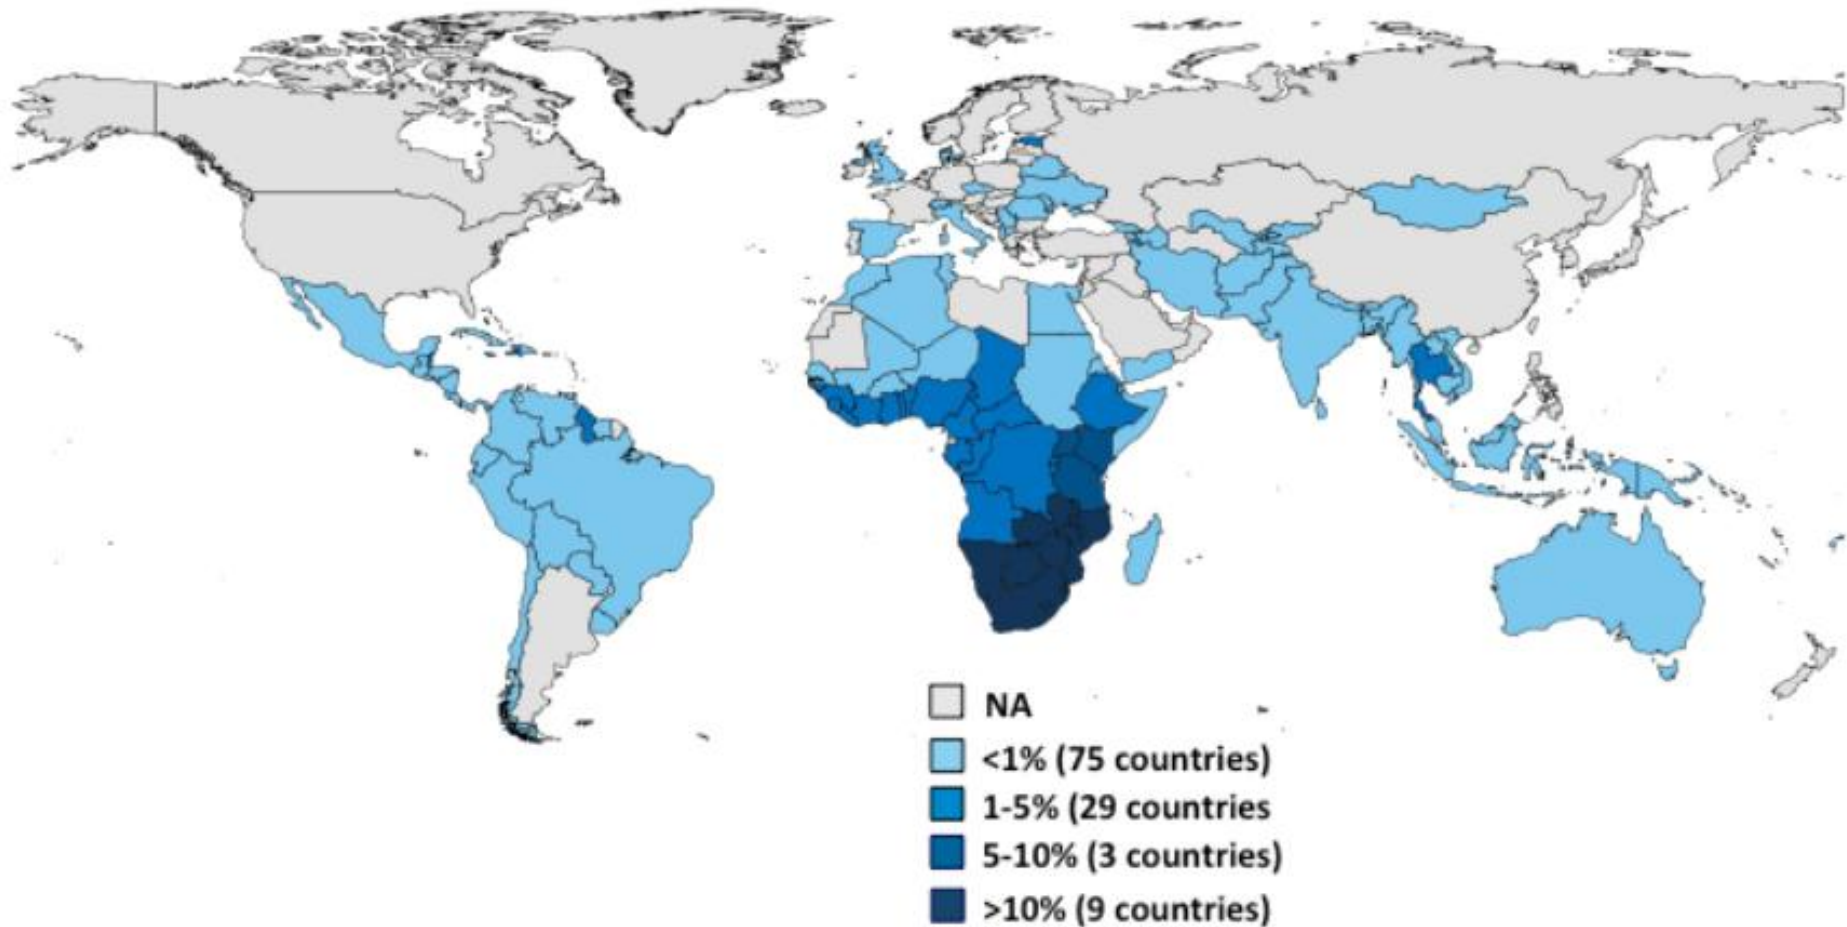 NA
<1% (75 countries)
1-5% (29 countries
5-10% (3 countries)
>10% (9 countries)